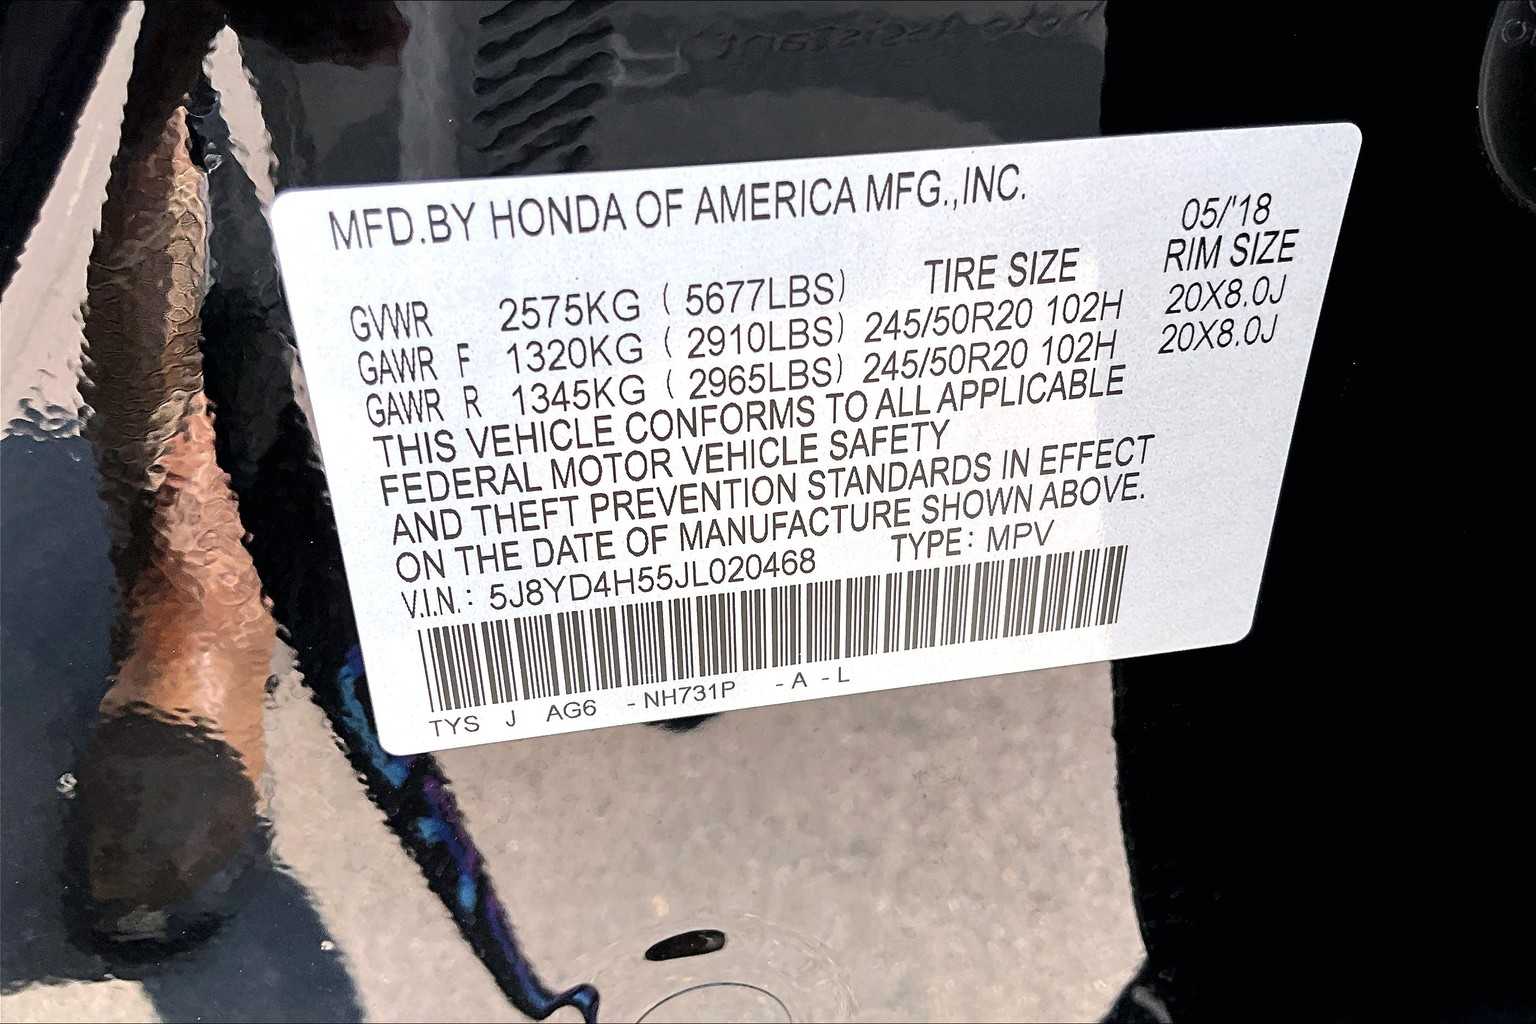 MFD.BY HONDA OF AMERICA MFG.,INC. 05/'18
TIRE SIZE RIM SIZE
GVWR 2575KG ( 5677LBS)
GAWR F 1320KG ( 2910LBS) 245/50R20 102H 20X8.0J
GAWR R 1345KG ( 2965LBS) 245/50R20 102H 20X8.0J
THIS VEHICLE CONFORMS TO ALL APPLICABLE
FEDERAL MOTOR VEHICLE SAFETY
AND THEFT PREVENTION STANDARDS IN EFFECT
ON THE DATE OF MANUFACTURE SHOWN ABOVE.
V.I.N.: 5J8YD4H55JL020468 TYPE: MPV
TYS J AG6 -NH731P -A -L